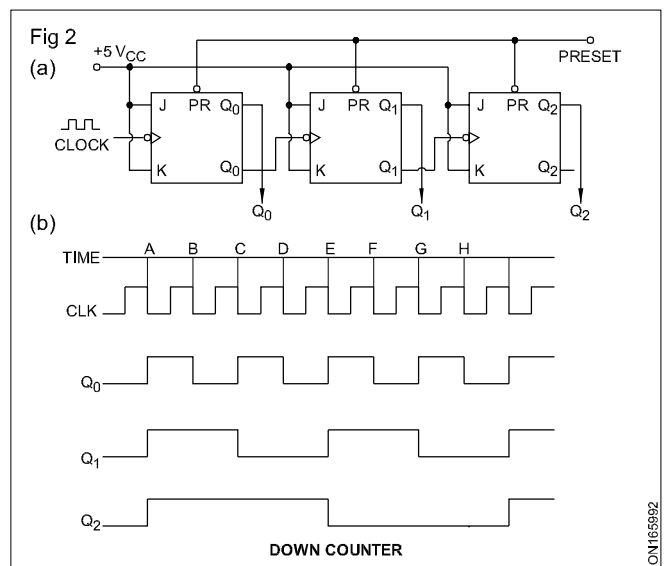 Fig 2
(a)
+5 VCC
PRESET
J PR Q0
J PR Q1
J PR Q2
CLOCK
K Q0
K Q1
K Q2
Q0
Q1
Q2
(b)
TIME A B C D E F G H
CLK
Q0
Q1
Q2
DOWN COUNTER
ON165992